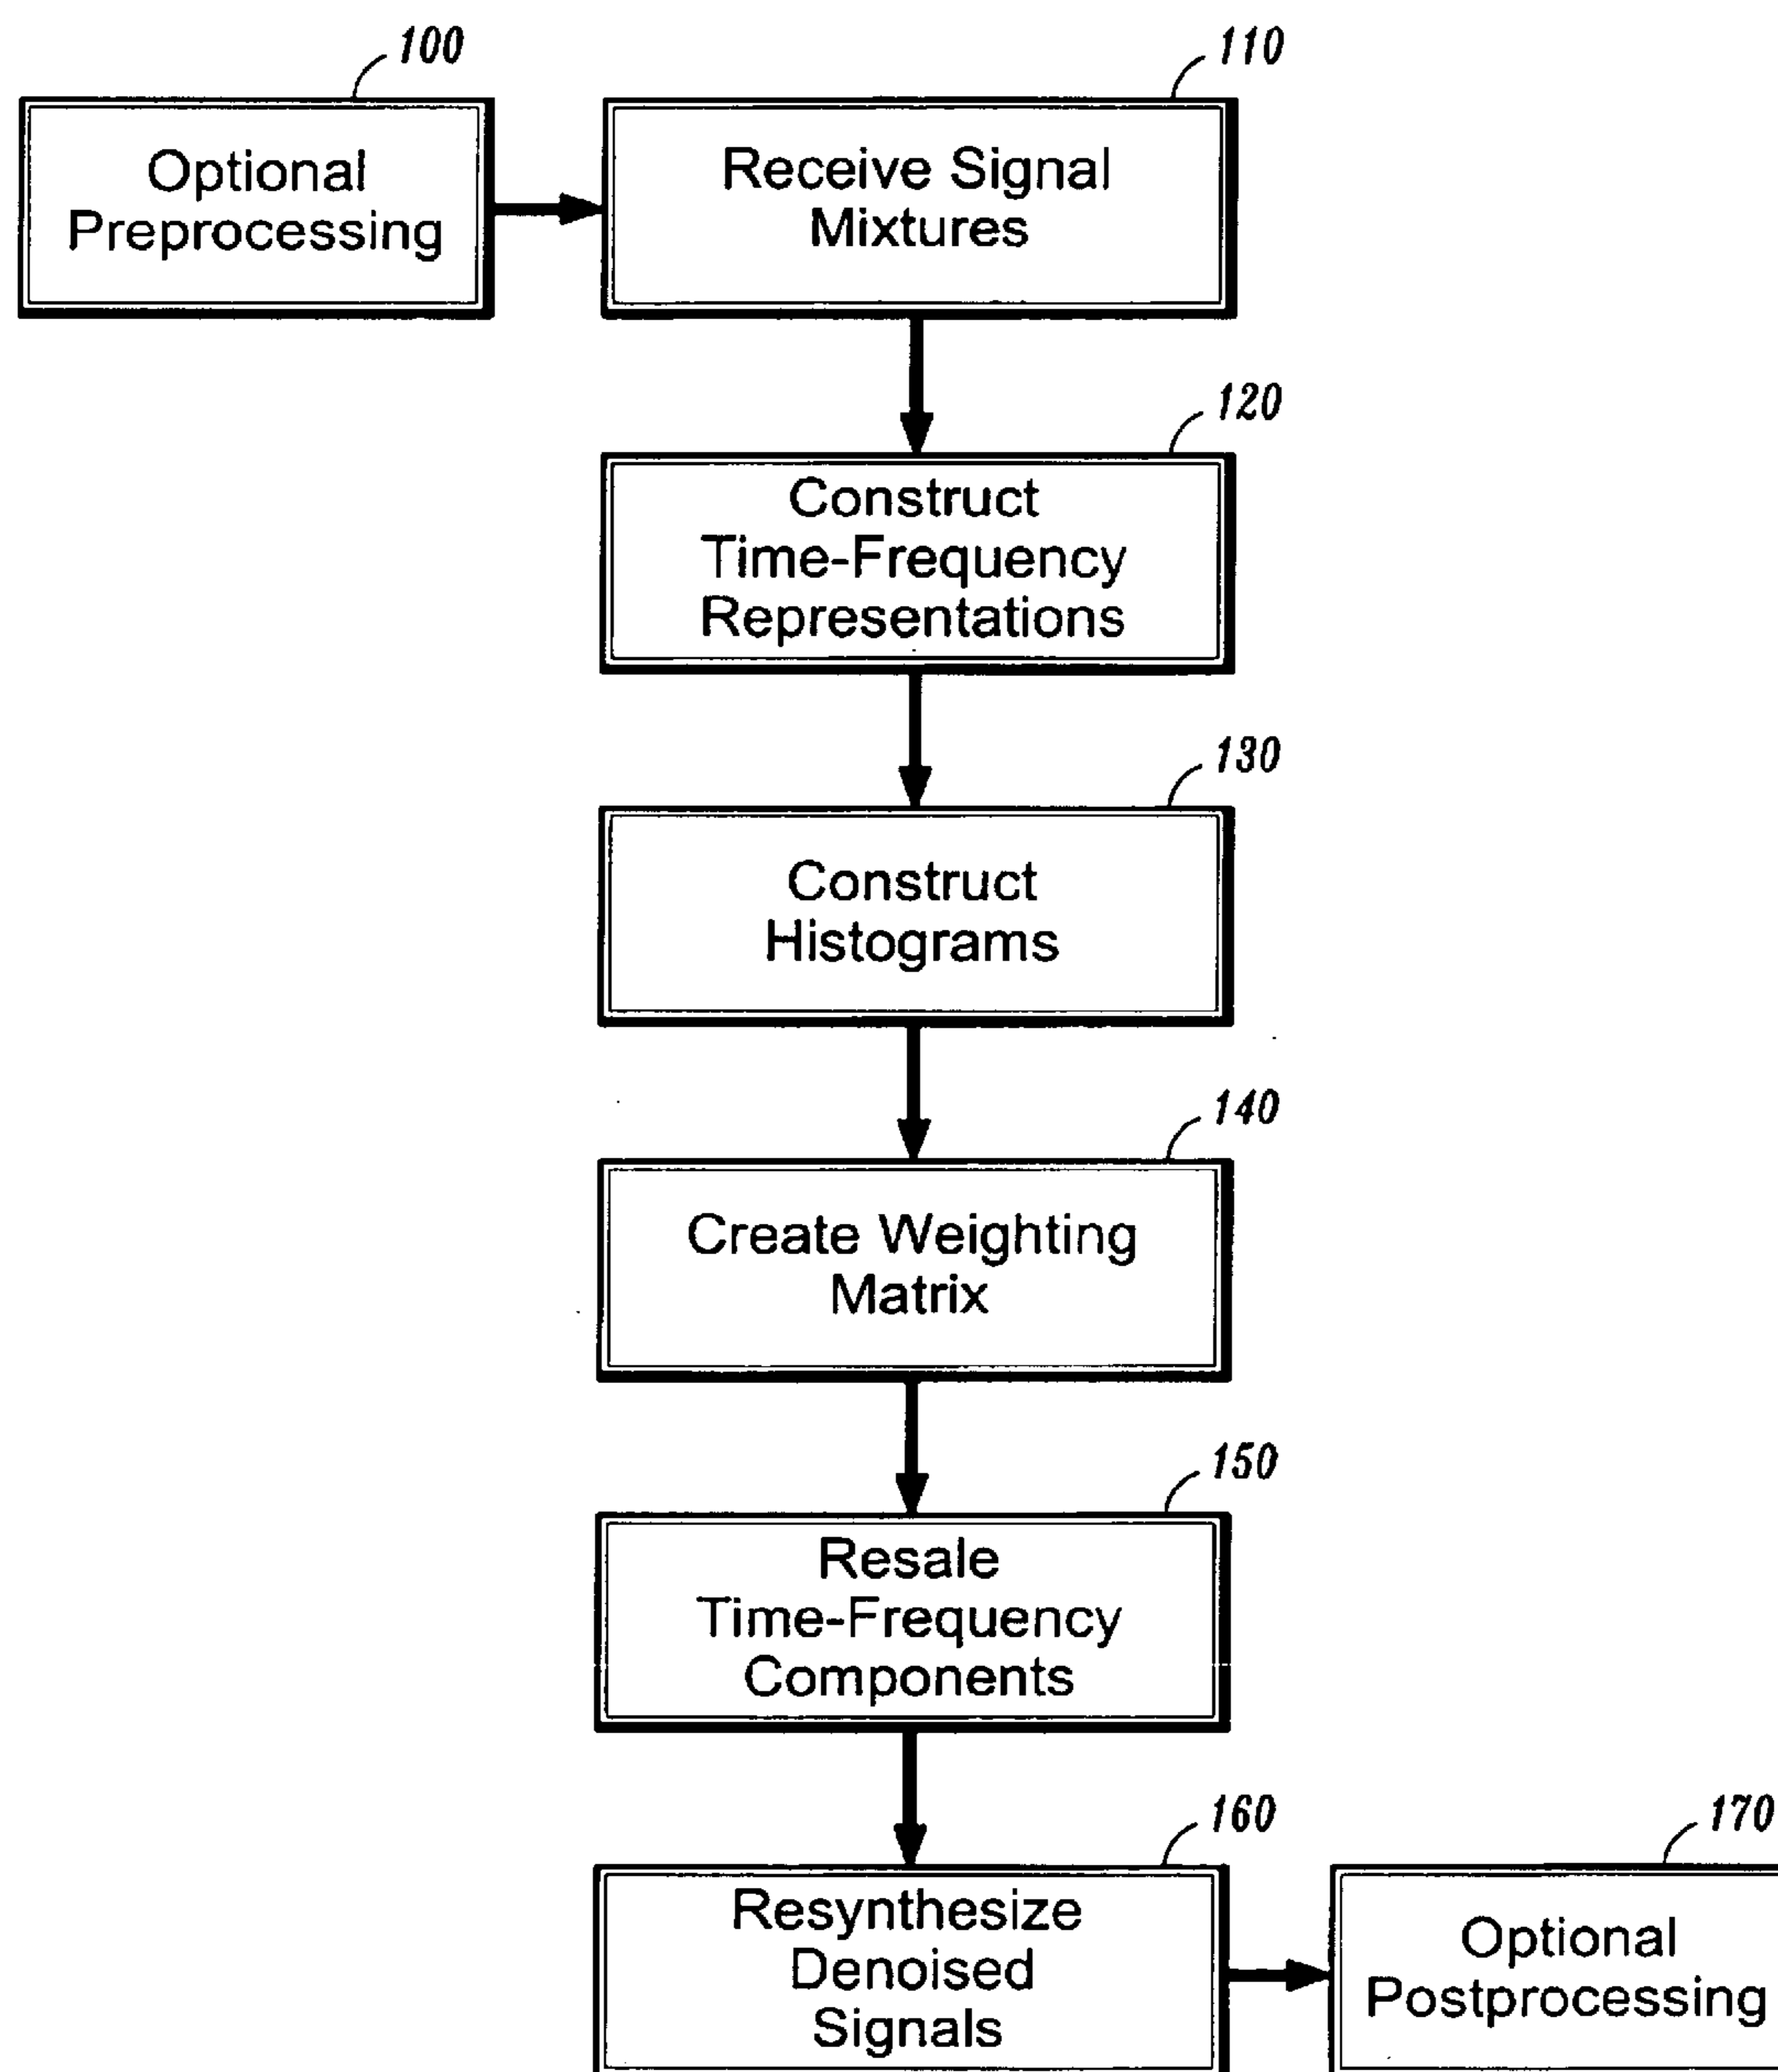 100
Optional
Preprocessing
110
Receive Signal
Mixtures
120
Construct
Time-Frequency
Representations
130
Construct
Histograms
140
Create Weighting
Matrix
150
Resale
Time-Frequency
Components
160
Resynthesize
Denoised
Signals
170
Optional
Postprocessing